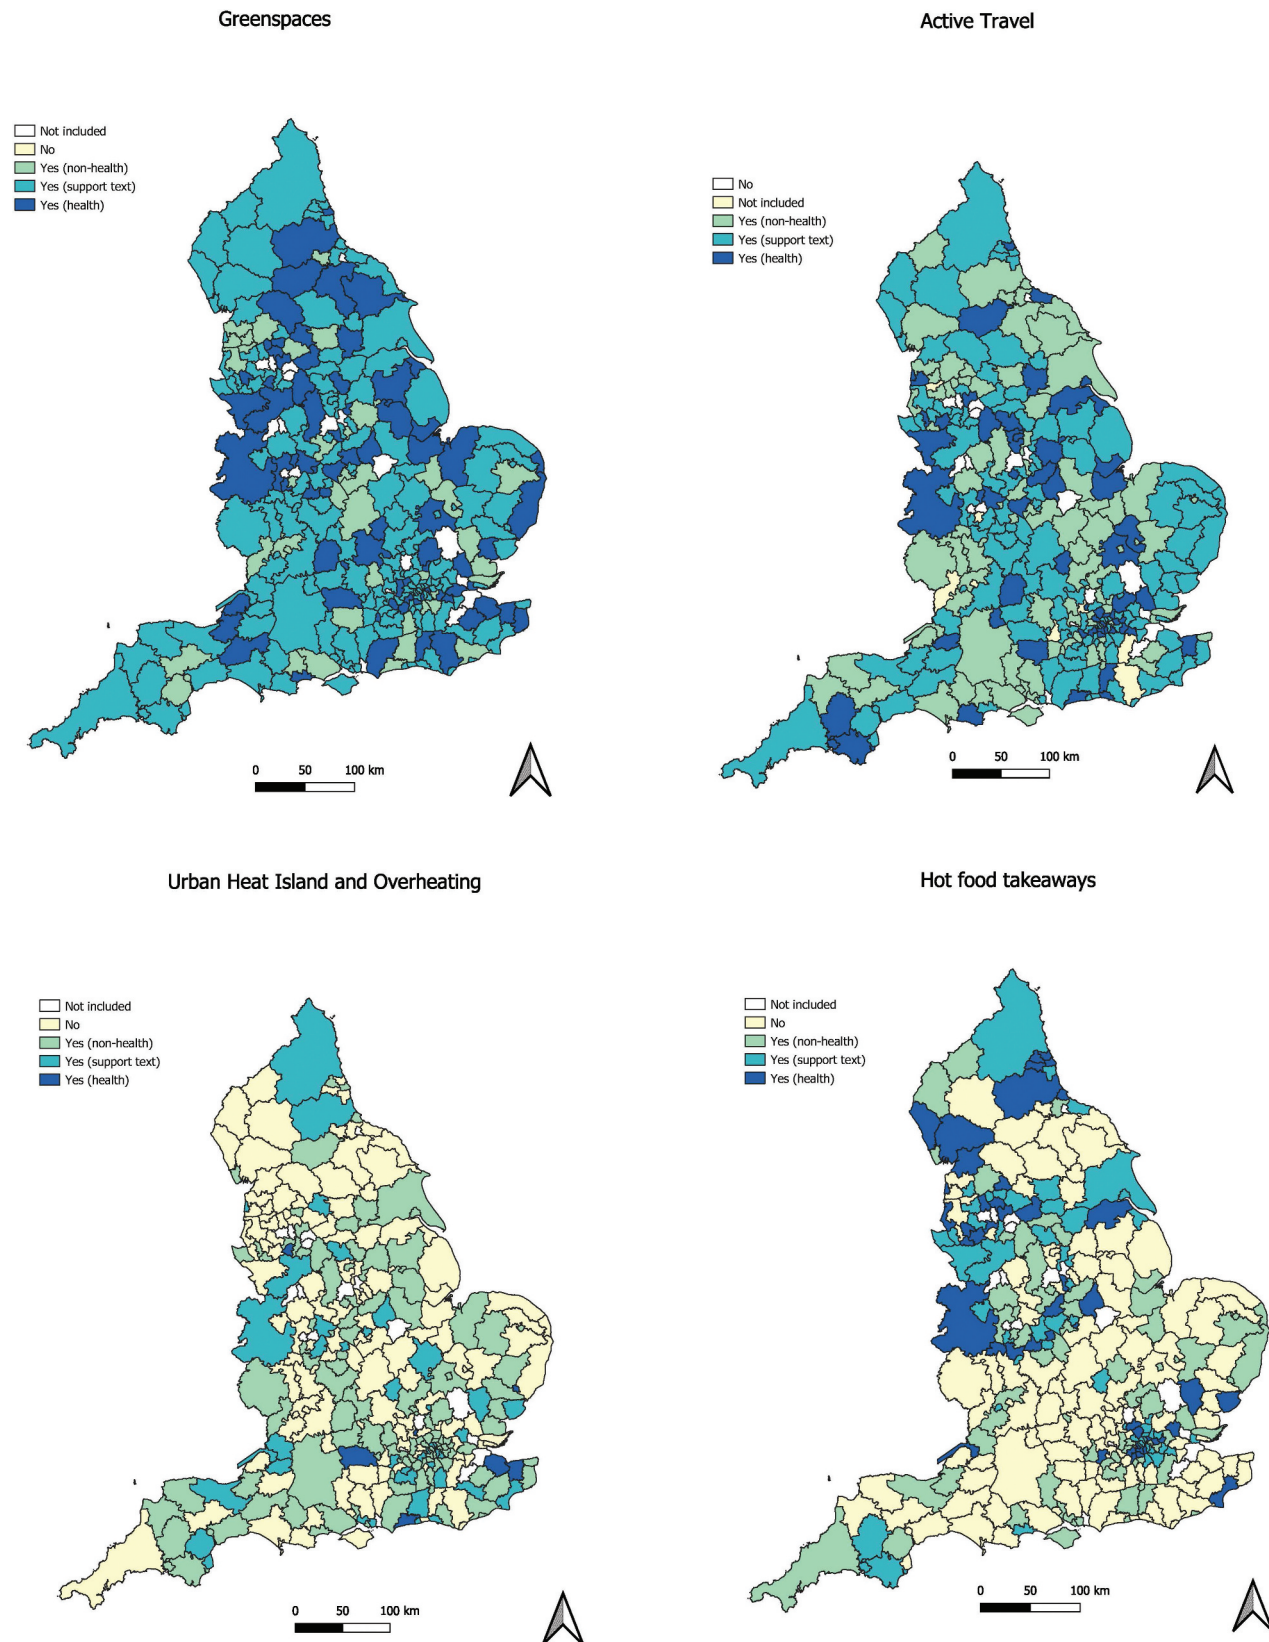 Greenspaces
Active Travel
Not included
No
Yes (non-health)
Yes (support text)
Yes (health)
No
Not included
Yes (non-health)
Yes (support text)
Yes (health)
0 50 100 km
0 50 100 km
Urban Heat Island and Overheating
Hot food takeaways
Not included
No
Yes (non-health)
Yes (support text)
Yes (health)
Not included
No
Yes (non-health)
Yes (support text)
Yes (health)
0 50 100 km
0 50 100 km